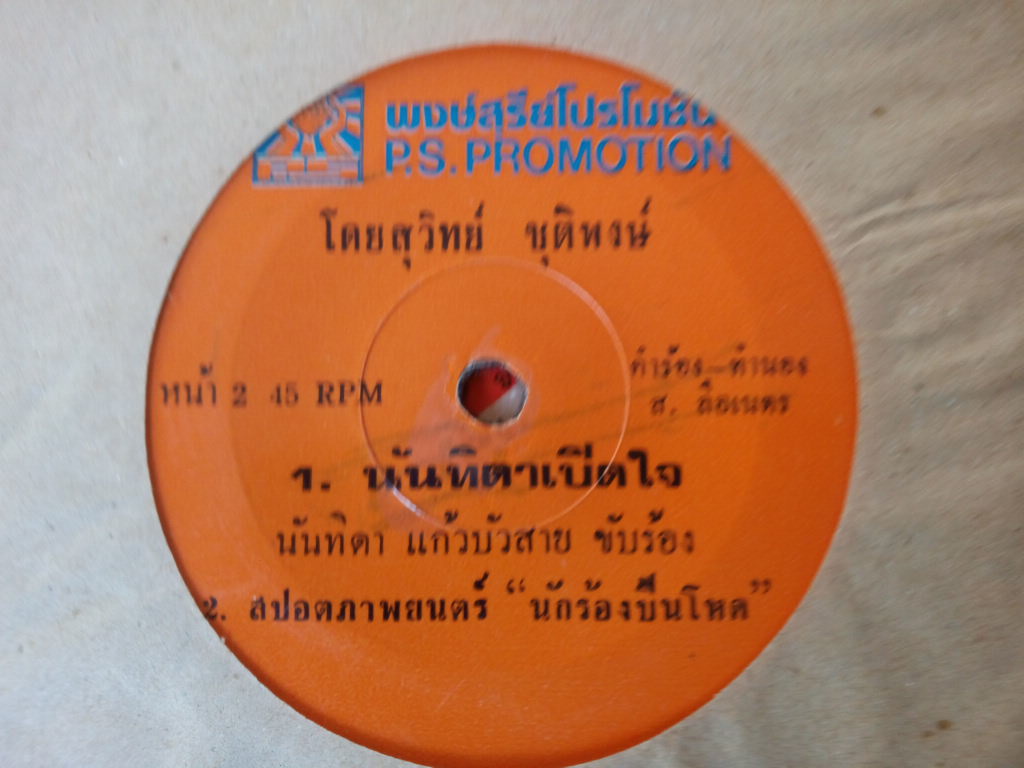 พงษ์สุรีย์โปรโมชั่น
P.S. PROMOTION
โดยสุวิทย์ ชุติพงษ์
หน้า 2 45 RPM
คำร้อง–ทำนอง
ส. ลือเนตร
1. นันทิดาเปิดใจ
นันทิดา แก้วบัวสาย ขับร้อง
2. สปอตภาพยนตร์ “นักร้องปืนโหด”